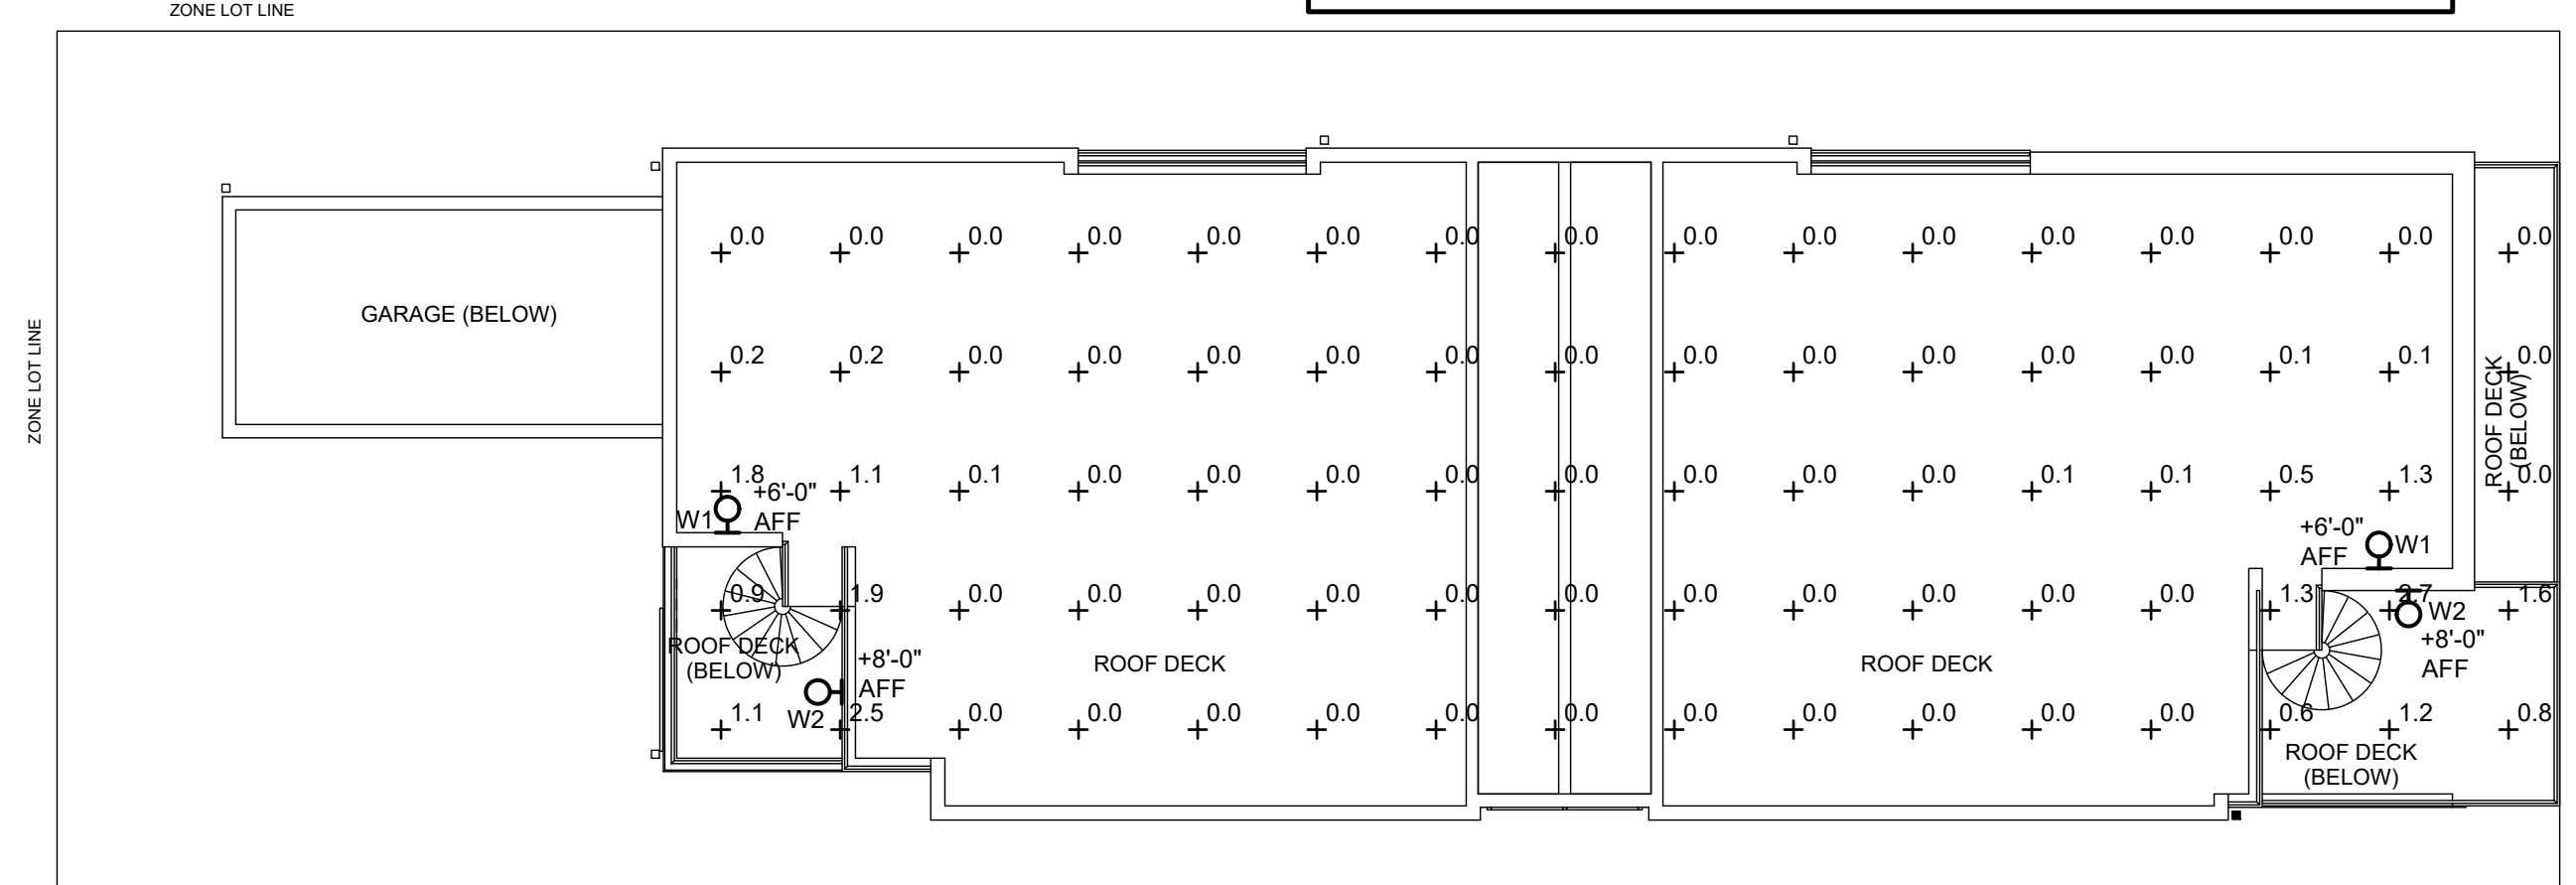 ZONE LOT LINE
ZONE LOT LINE
0.0 0.0 0.0 0.0 0.0 0.0 0.0 0.0 0.0 0.0 0.0 0.0 0.0 0.0 0.0 0.0
GARAGE (BELOW)
0.2 0.2 0.0 0.0 0.0 0.0 0.0 0.0 0.0 0.0 0.0 0.0 0.0 0.1 0.1 0.0
ROOF DECK
(BELOW)
1.8 1.1 0.1 0.0 0.0 0.0 0.0 0.0 0.0 0.0 0.0 0.1 0.1 0.5 1.3 0.0
W1
+6'-0"
AFF
+6'-0"
AFF
W1
0.9 1.9 0.0 0.0 0.0 0.0 0.0 0.0 0.0 0.0 0.0 0.0 0.0 1.3 2.7 1.6
W2
+8'-0"
AFF
ROOF DECK
(BELOW)
+8'-0"
AFF
W2
ROOF DECK
ROOF DECK
1.1 2.5 0.0 0.0 0.0 0.0 0.0 0.0 0.0 0.0 0.0 0.0 0.0 0.6 1.2 0.8
ROOF DECK
(BELOW)